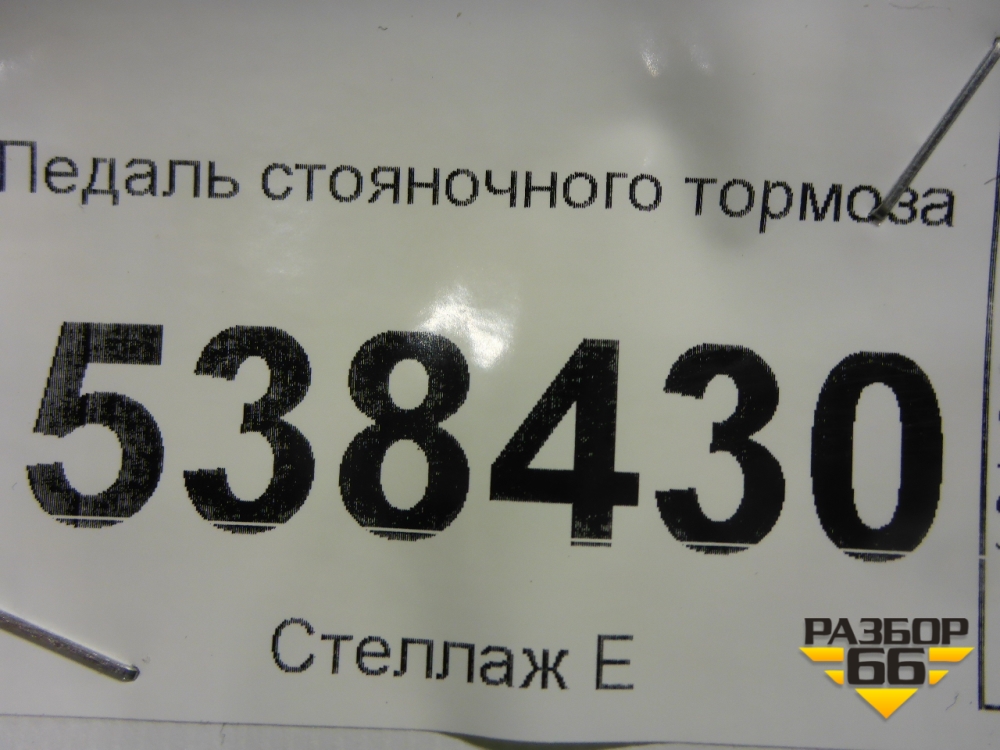 Педаль стояночного тормоза
538430
Стеллаж Е
РАЗБОР
66